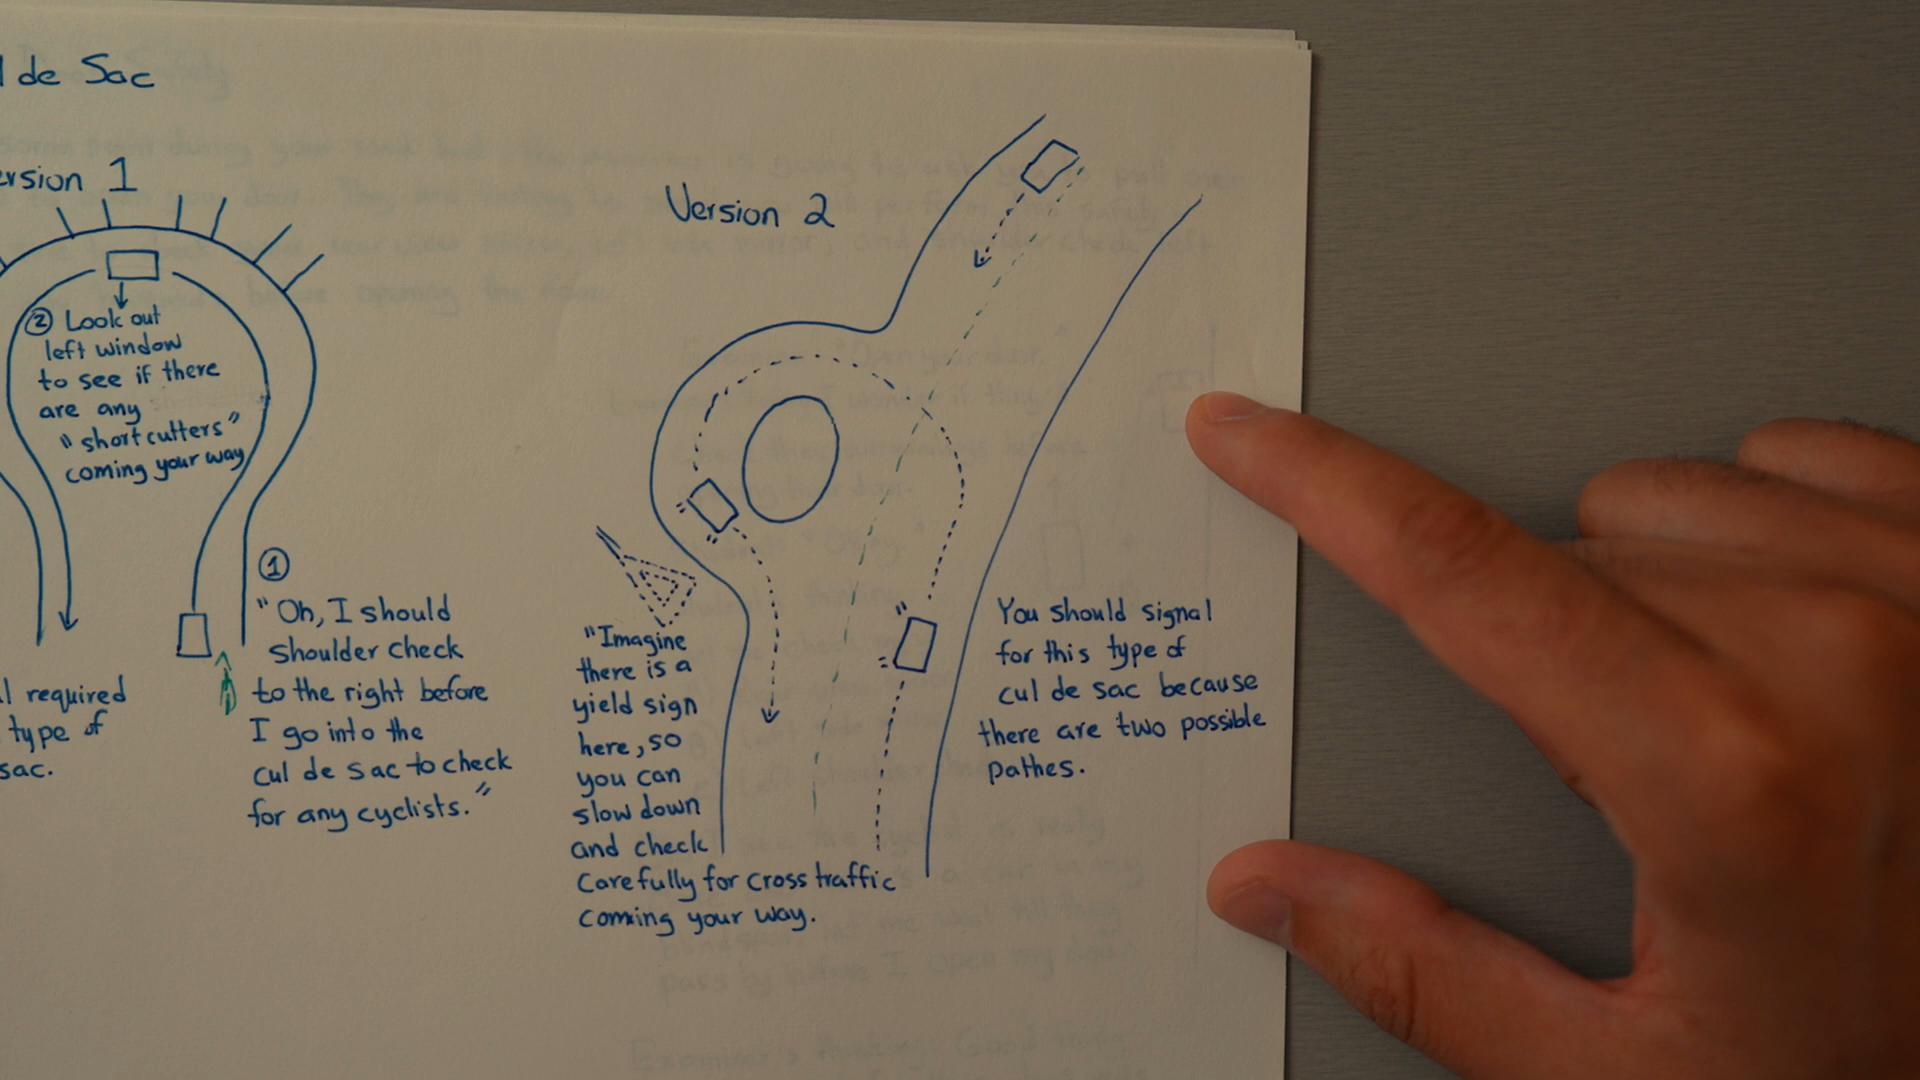 l de Sac
ersion 1
② Look out
left window
to see if there
are any
"short cutters"
coming your way
①
"Oh, I should
shoulder check
to the right before
I go into the
cul de sac to check
for any cyclists."
l required
type of
sac.
Version 2
"Imagine
there is a
yield sign
here, so
you can
slow down
and check
carefully for cross traffic
coming your way.
You should signal
for this type of
cul de sac because
there are two possible
pathes.